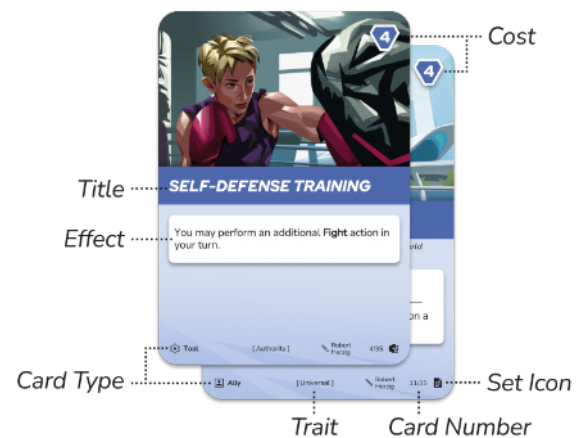 4
Cost
4
Title
SELF-DEFENSE TRAINING
Effect
You may perform an additional Fight action in
your turn.
on a
Tool
[Authority]
Robert
Herzig
4/35
Card Type
Ally
[Universal]
Robert
Herzig
11/35
Set Icon
Trait
Card Number